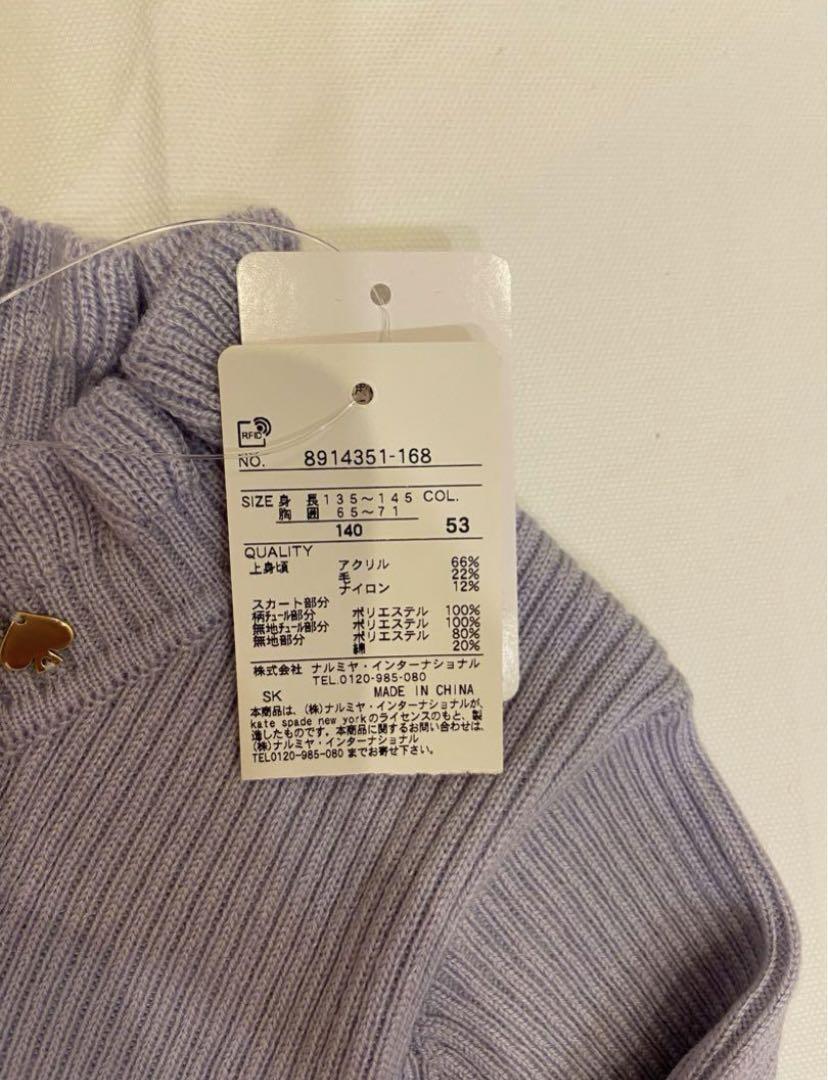 RFID
NO. 8914351-168
SIZE 身長 135〜145 COL.
胸囲 65〜71
140 53
QUALITY
上身頃 アクリル 66%
毛 22%
ナイロン 12%
スカート部分
柄チュール部分 ポリエステル 100%
無地チュール部分 ポリエステル 100%
無地部分 ポリエステル 80%
綿 20%
株式会社 ナルミヤ・インターナショナル
TEL.0120-985-080
SK MADE IN CHINA
本商品は、(株)ナルミヤ・インターナショナルが、
kate spade new yorkのライセンスのもと、製
造したものです。本商品に関するお問い合わせは、
(株)ナルミヤ・インターナショナル
TEL0120-985-080 までお寄せ下さい。